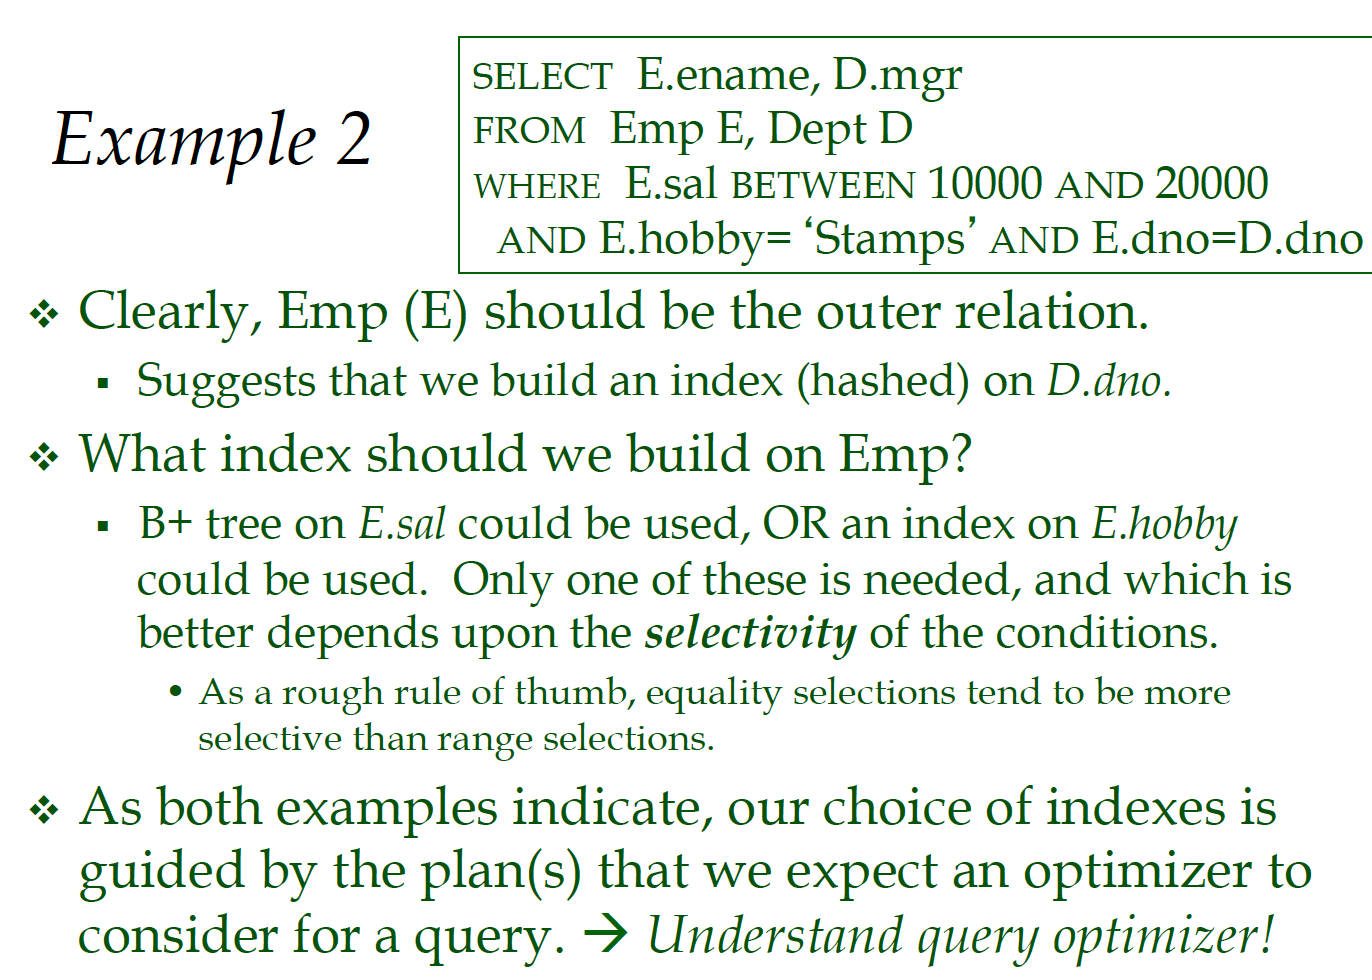 Example 2
SELECT E.ename, D.mgr
FROM Emp E, Dept D
WHERE E.sal BETWEEN 10000 AND 20000
AND E.hobby= ‘Stamps’ AND E.dno=D.dno
❖ Clearly, Emp (E) should be the outer relation.
▪ Suggests that we build an index (hashed) on D.dno.
❖ What index should we build on Emp?
▪ B+ tree on E.sal could be used, OR an index on E.hobby
could be used. Only one of these is needed, and which is
better depends upon the selectivity of the conditions.
• As a rough rule of thumb, equality selections tend to be more
selective than range selections.
❖ As both examples indicate, our choice of indexes is
guided by the plan(s) that we expect an optimizer to
consider for a query. → Understand query optimizer!